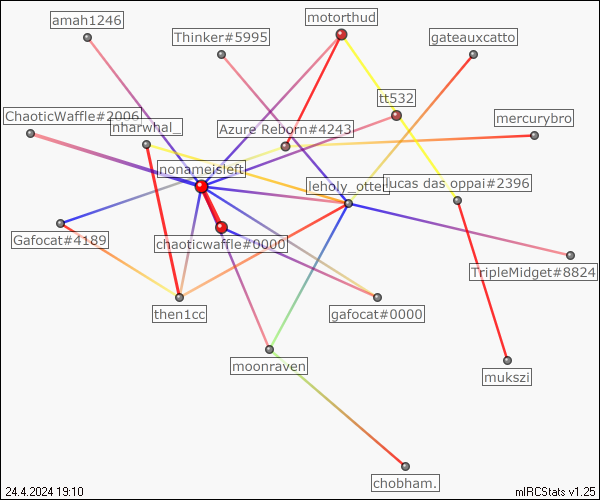 motorthud
amah1246
Thinker#5995
gateauxcatto
tt532
ChaoticWaffle#2006
nharwhal_
Azure Reborn#4243
mercurybro
nonameisleft
leholy_otter
lucas das oppai#2396
Gafocat#4189
chaoticwaffle#0000
TripleMidget#8824
then1cc
gafocat#0000
moonraven
mukszi
chobham.
24.4.2024 19:10
mIRCStats v1.25